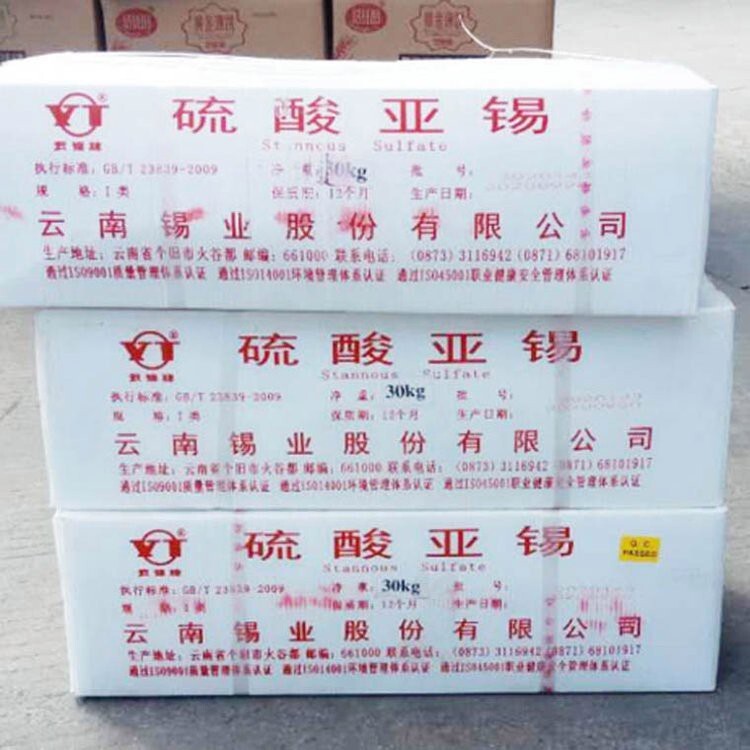 YT®
硫酸亚锡
云锡牌
Stannous Sulfate
执行标准: GB/T 23839-2009 净 重: 30kg 批 号:
规 格: I 类 保质期: 12个月 生产日期:
云南锡业股份有限公司
生产地址: 云南省个旧市火谷都 邮编: 661000 联系电话: (0873) 3116942 (0871) 68101917
通过ISO9001质量管理体系认证 通过ISO14001环境管理体系认证 通过ISO45001职业健康安全管理体系认证
YT®
硫酸亚锡
云锡牌
Stannous Sulfate
执行标准: GB/T 23839-2009 净 重: 30kg 批 号:
规 格: I 类 保质期: 12个月 生产日期:
云南锡业股份有限公司
生产地址: 云南省个旧市火谷都 邮编: 661000 联系电话: (0873) 3116942 (0871) 68101917
通过ISO9001质量管理体系认证 通过ISO14001环境管理体系认证 通过ISO45001职业健康安全管理体系认证
YT®
硫酸亚锡
Q.C.
PASSED
云锡牌
Stannous Sulfate
执行标准: GB/T 23839-2009 净 重: 30kg 批 号:
规 格: I 类 保质期: 12个月 生产日期:
云南锡业股份有限公司
生产地址: 云南省个旧市火谷都 邮编: 661000 联系电话: (0873) 3116942 (0871) 68101917
通过ISO9001质量管理体系认证 通过ISO14001环境管理体系认证 通过ISO45001职业健康安全管理体系认证